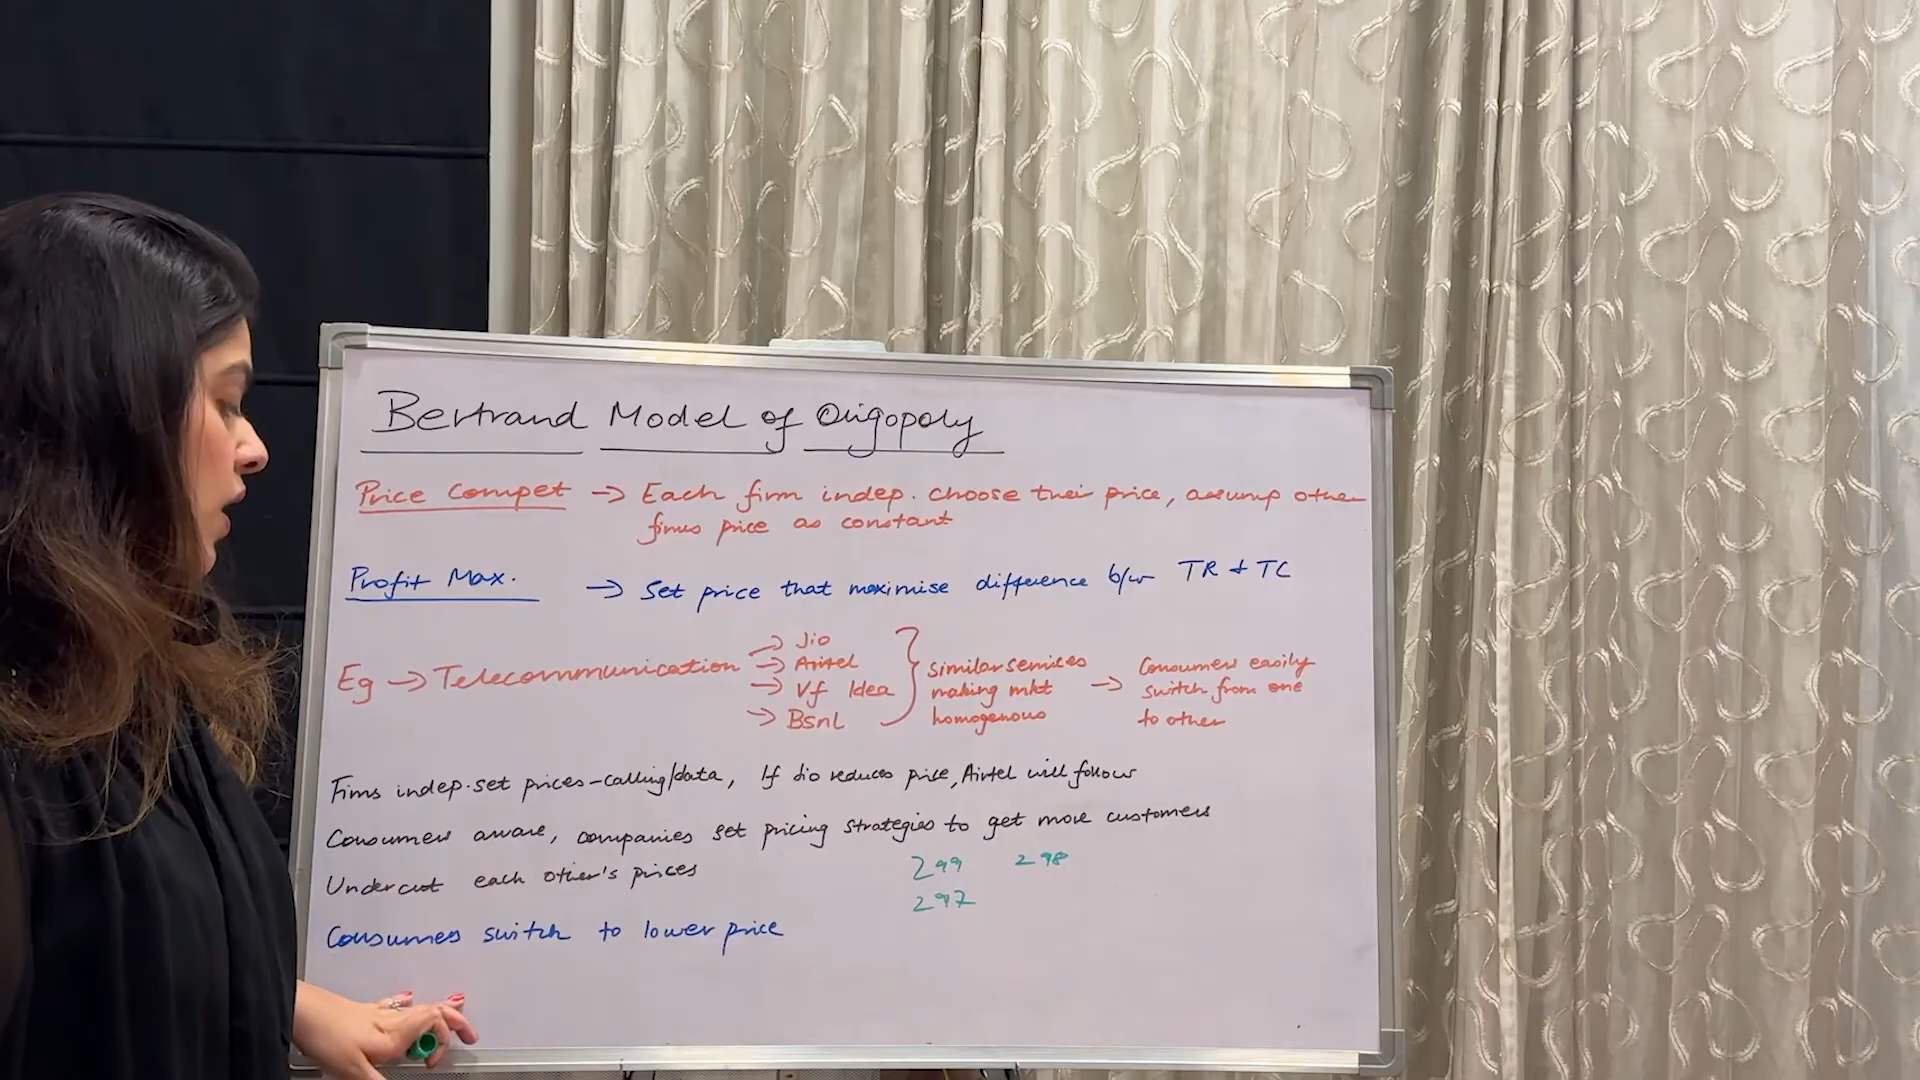 Bertrand Model of Oligopoly
Price Compet → Each firm indep. choose their price, assump other
firms price as constant
Profit Max. → Set price that maximise difference b/w TR & TC
Eg → Telecommunication → Jio
→ Airtel
→ Vf Idea
→ BSNL
similar services
making mkt
homogenous
→ Consumers easily
switch from one
to other
Firms indep. set prices - calling/data, If Jio reduces price, Airtel will follow
Consumers aware, companies set pricing strategies to get more customers
Undercut each other's prices
299 298
297
Consumers switch to lower price